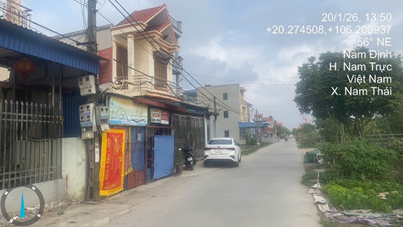 20/1/26, 13:50
+20.274508,+106.203937
56° NE
Nam Định
H. Nam Trực
Việt Nam
X. Nam Thái